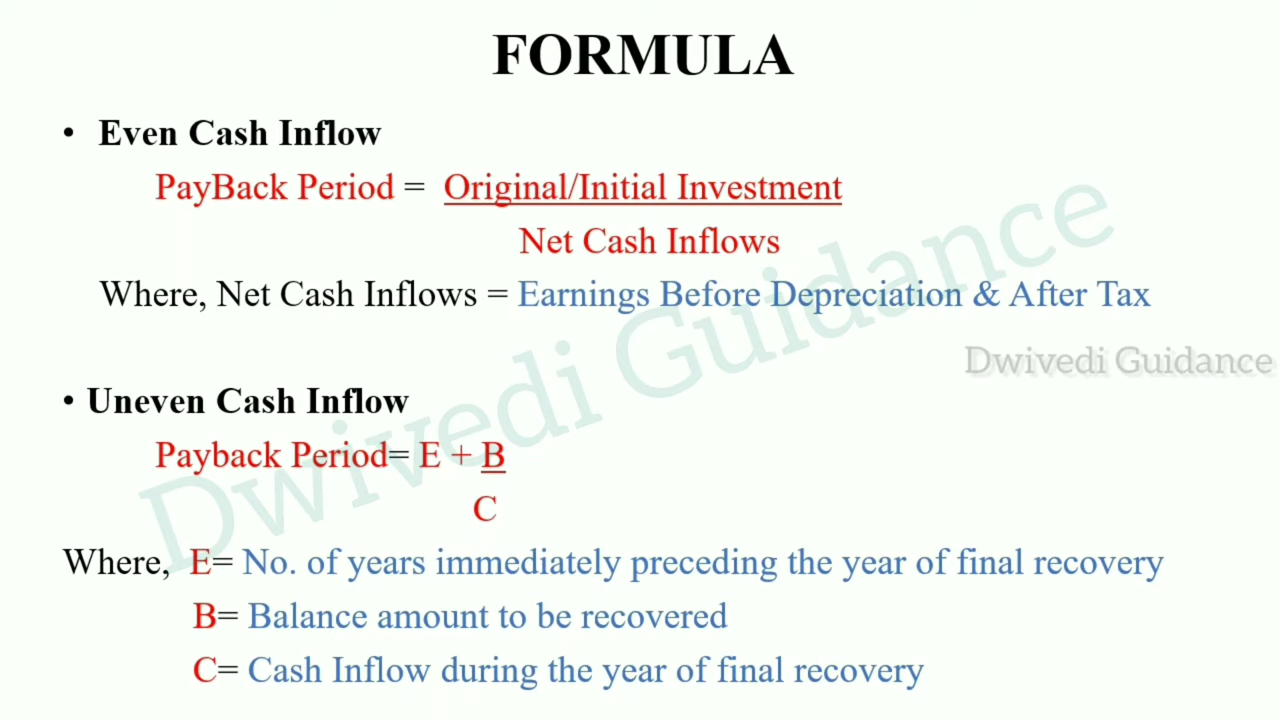 FORMULA
• Even Cash Inflow
PayBack Period = Original/Initial Investment
Net Cash Inflows
Where, Net Cash Inflows = Earnings Before Depreciation & After Tax
Dwivedi Guidance
Dwivedi Guidance
• Uneven Cash Inflow
Payback Period= E + B
C
Where, E= No. of years immediately preceding the year of final recovery
B= Balance amount to be recovered
C= Cash Inflow during the year of final recovery